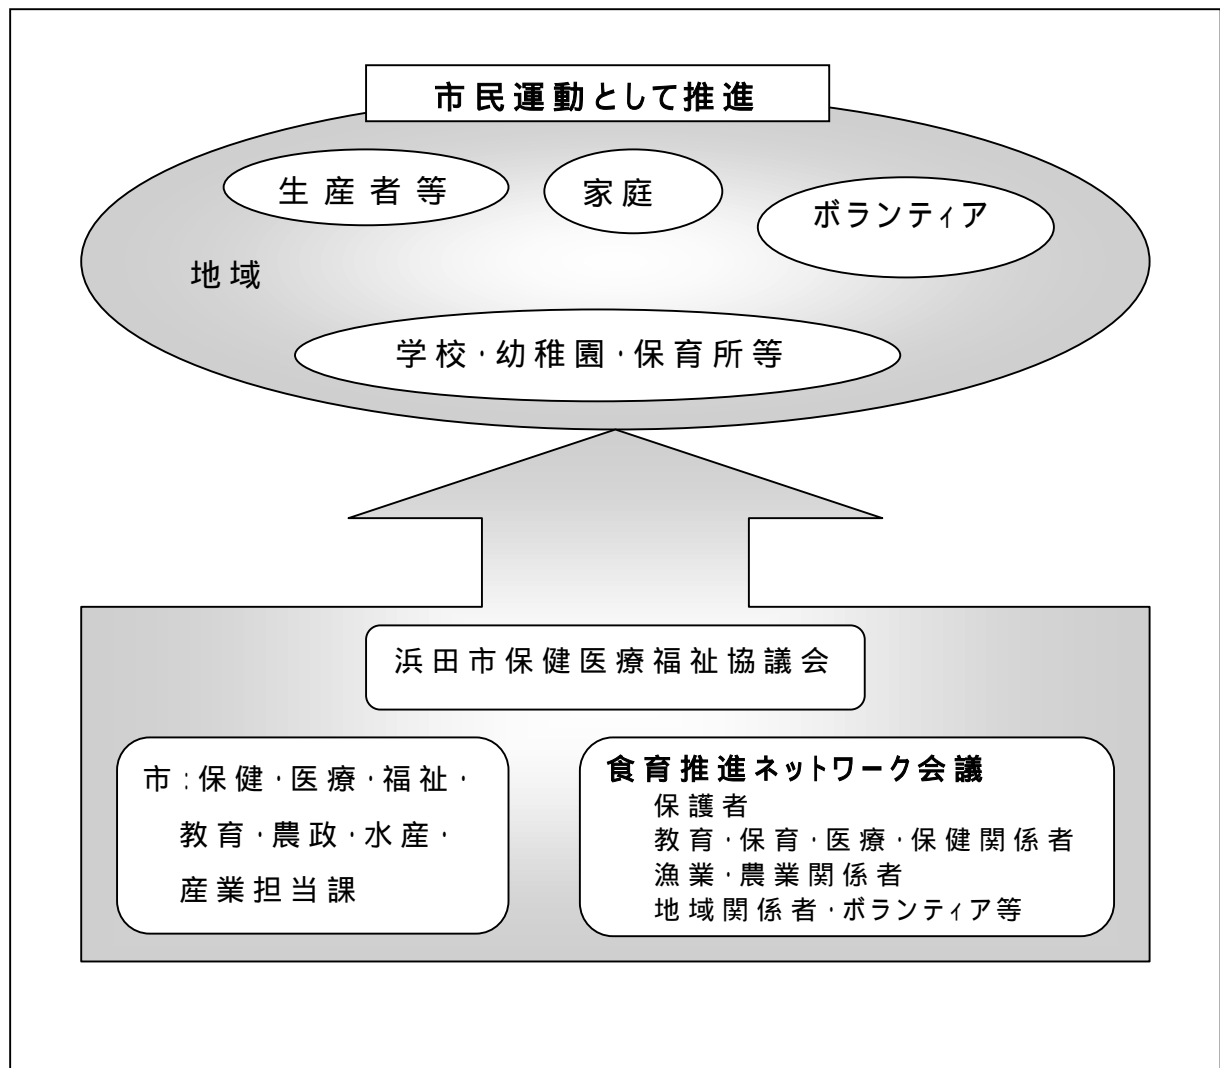 市民運動として推進
生産者等
家庭
ボランティア
地域
学校・幼稚園・保育所等
浜田市保健医療福祉協議会
市:保健・医療・福祉・
教育・農政・水産・
産業担当課
食育推進ネットワーク会議
保護者
教育・保育・医療・保健関係者
漁業・農業関係者
地域関係者・ボランティア等